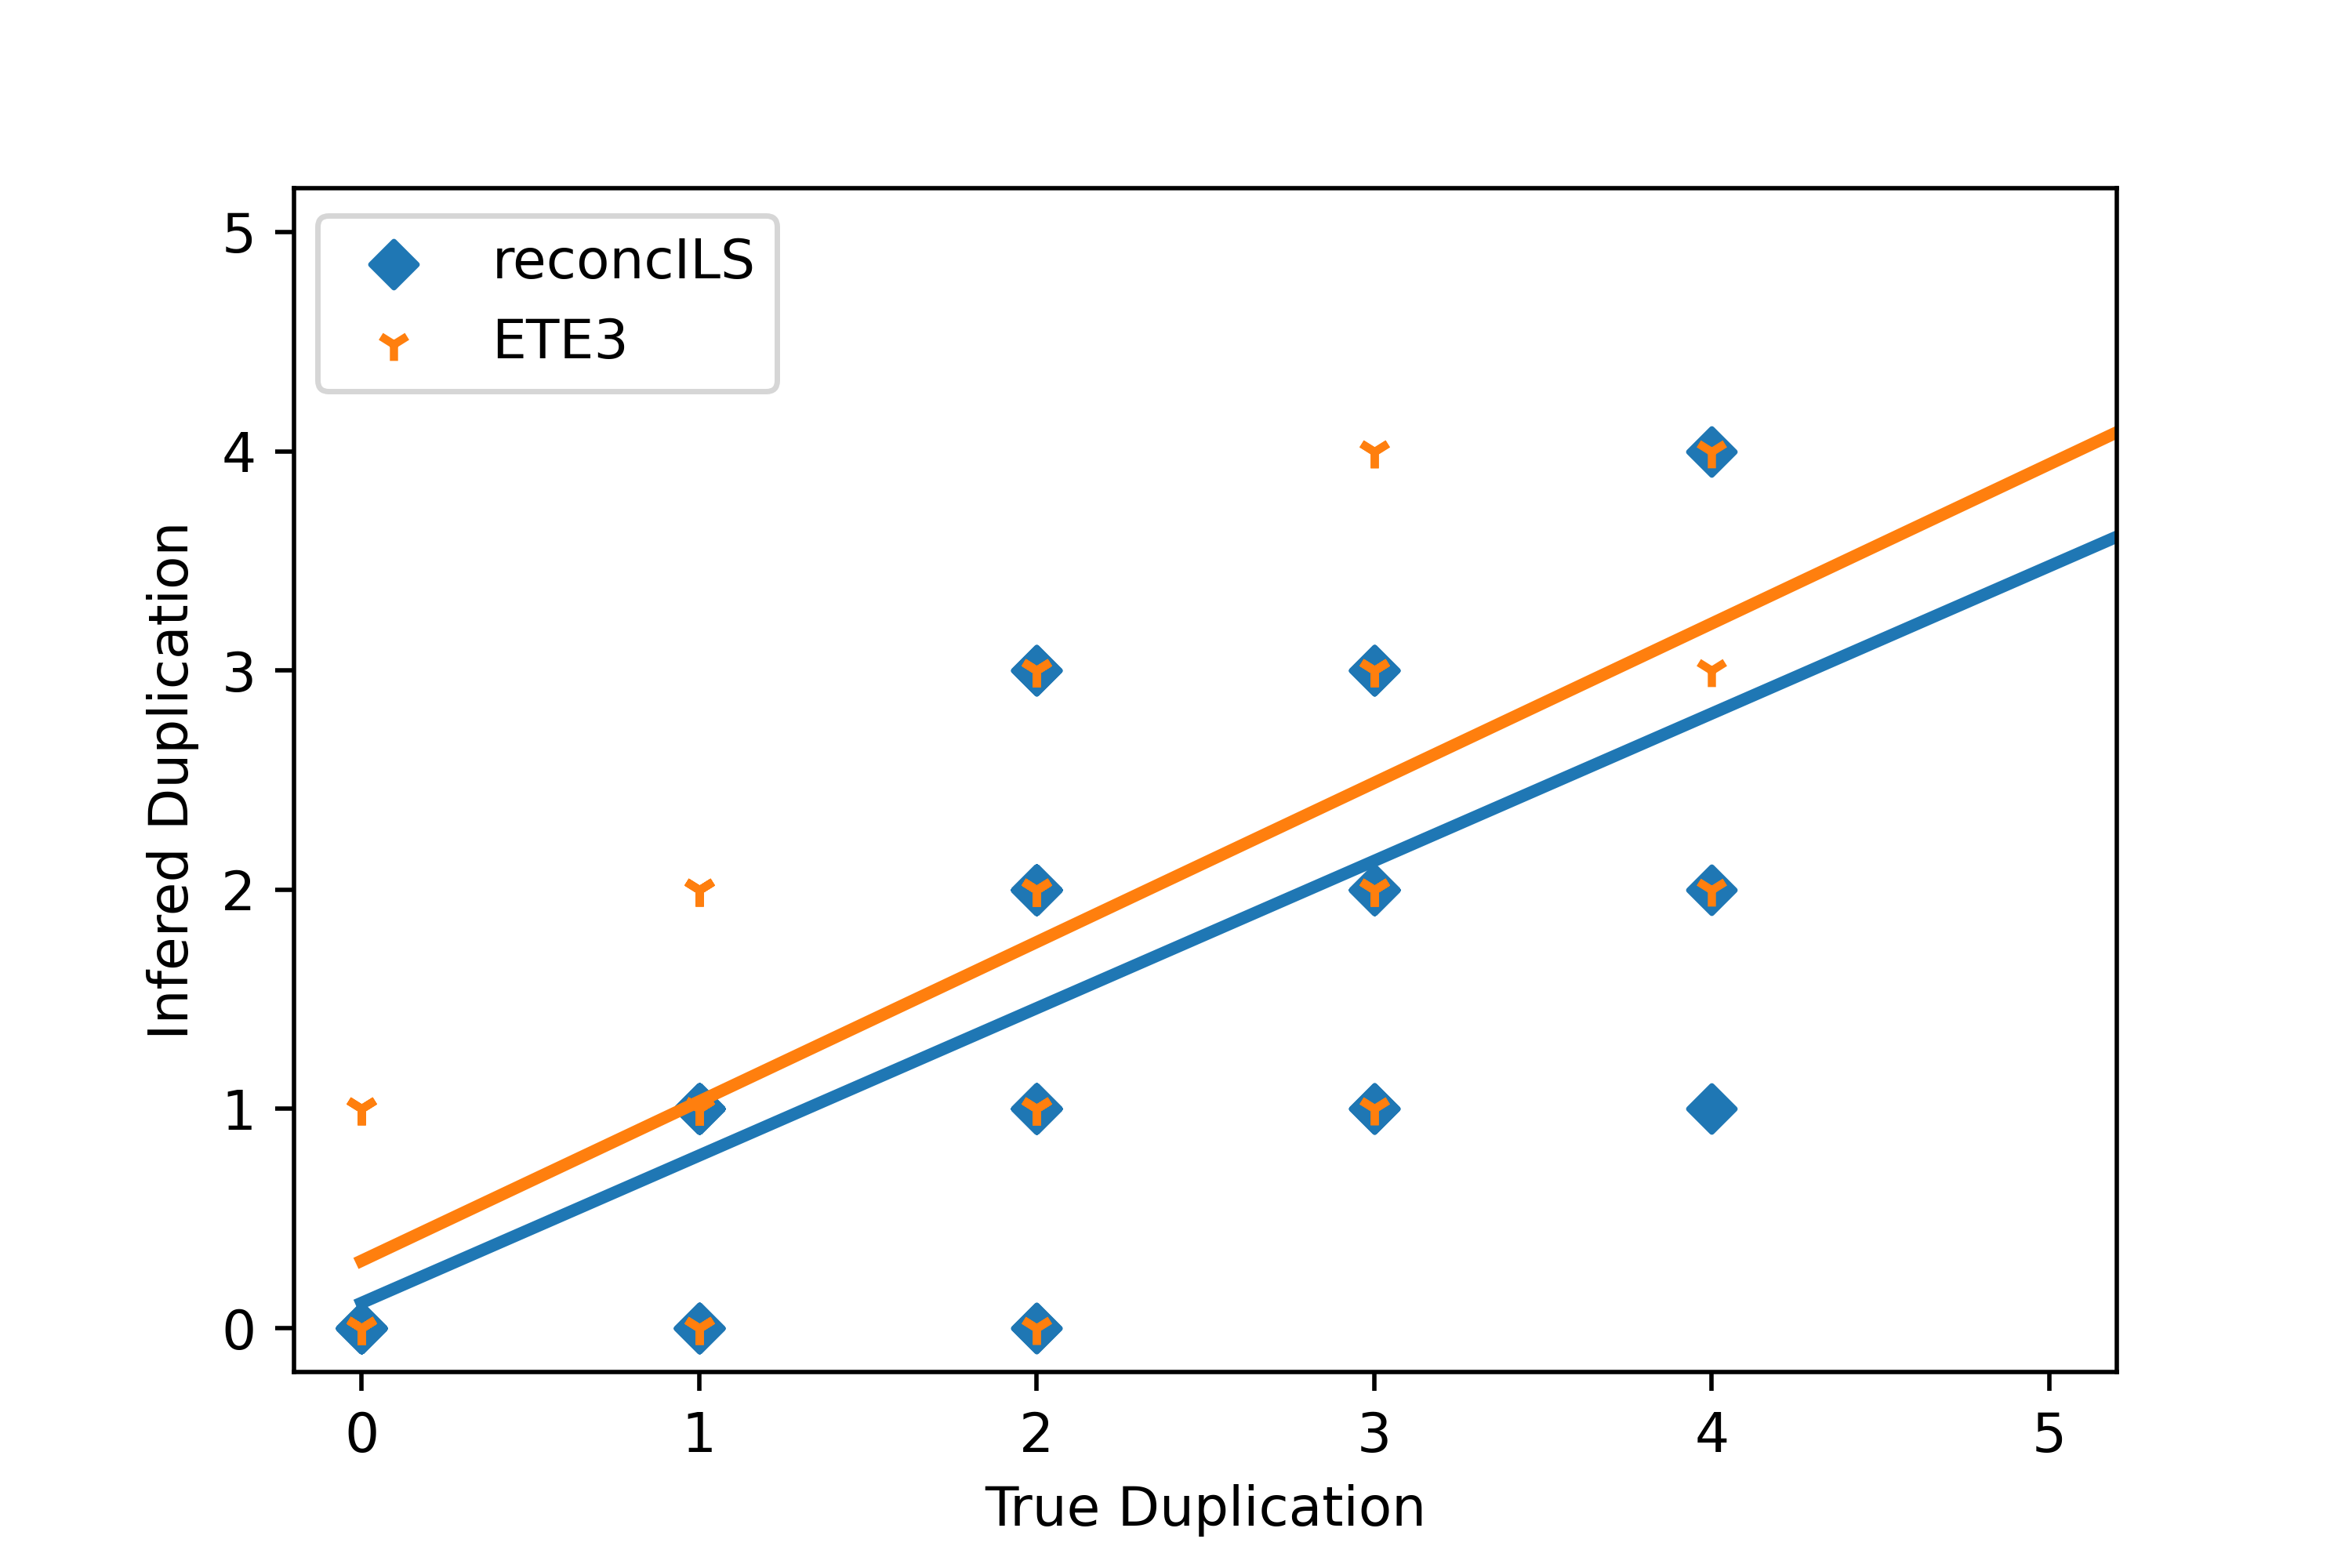 reconcILS
ETE3
5
4
3
2
1
0
Infered Duplication
0 1 2 3 4 5
True Duplication